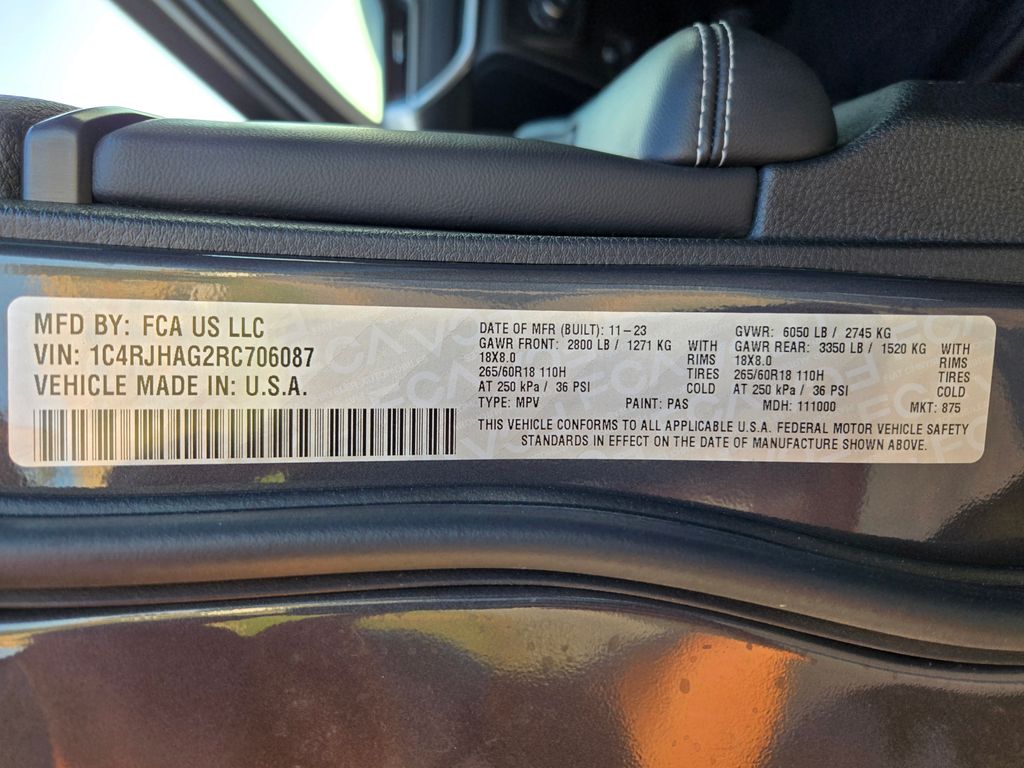 MFD BY: FCA US LLC
VIN: 1C4RJHAG2RC706087
VEHICLE MADE IN: U.S.A.
DATE OF MFR (BUILT): 11-23
GAWR FRONT: 2800 LB / 1271 KG WITH
18X8.0 RIMS
265/60R18 110H TIRES
AT 250 kPa / 36 PSI COLD
TYPE: MPV PAINT: PAS
GVWR: 6050 LB / 2745 KG
GAWR REAR: 3350 LB / 1520 KG WITH
18X8.0 RIMS
265/60R18 110H TIRES
AT 250 kPa / 36 PSI COLD
MDH: 111000 MKT: 875
THIS VEHICLE CONFORMS TO ALL APPLICABLE U.S.A. FEDERAL MOTOR VEHICLE SAFETY
STANDARDS IN EFFECT ON THE DATE OF MANUFACTURE SHOWN ABOVE.